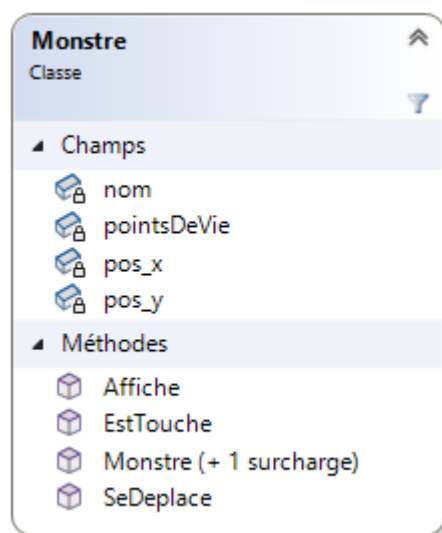 Monstre
Classe
Champs
nom
pointsDeVie
pos_x
pos_y
Méthodes
Affiche
EstTouche
Monstre (+ 1 surcharge)
SeDeplace